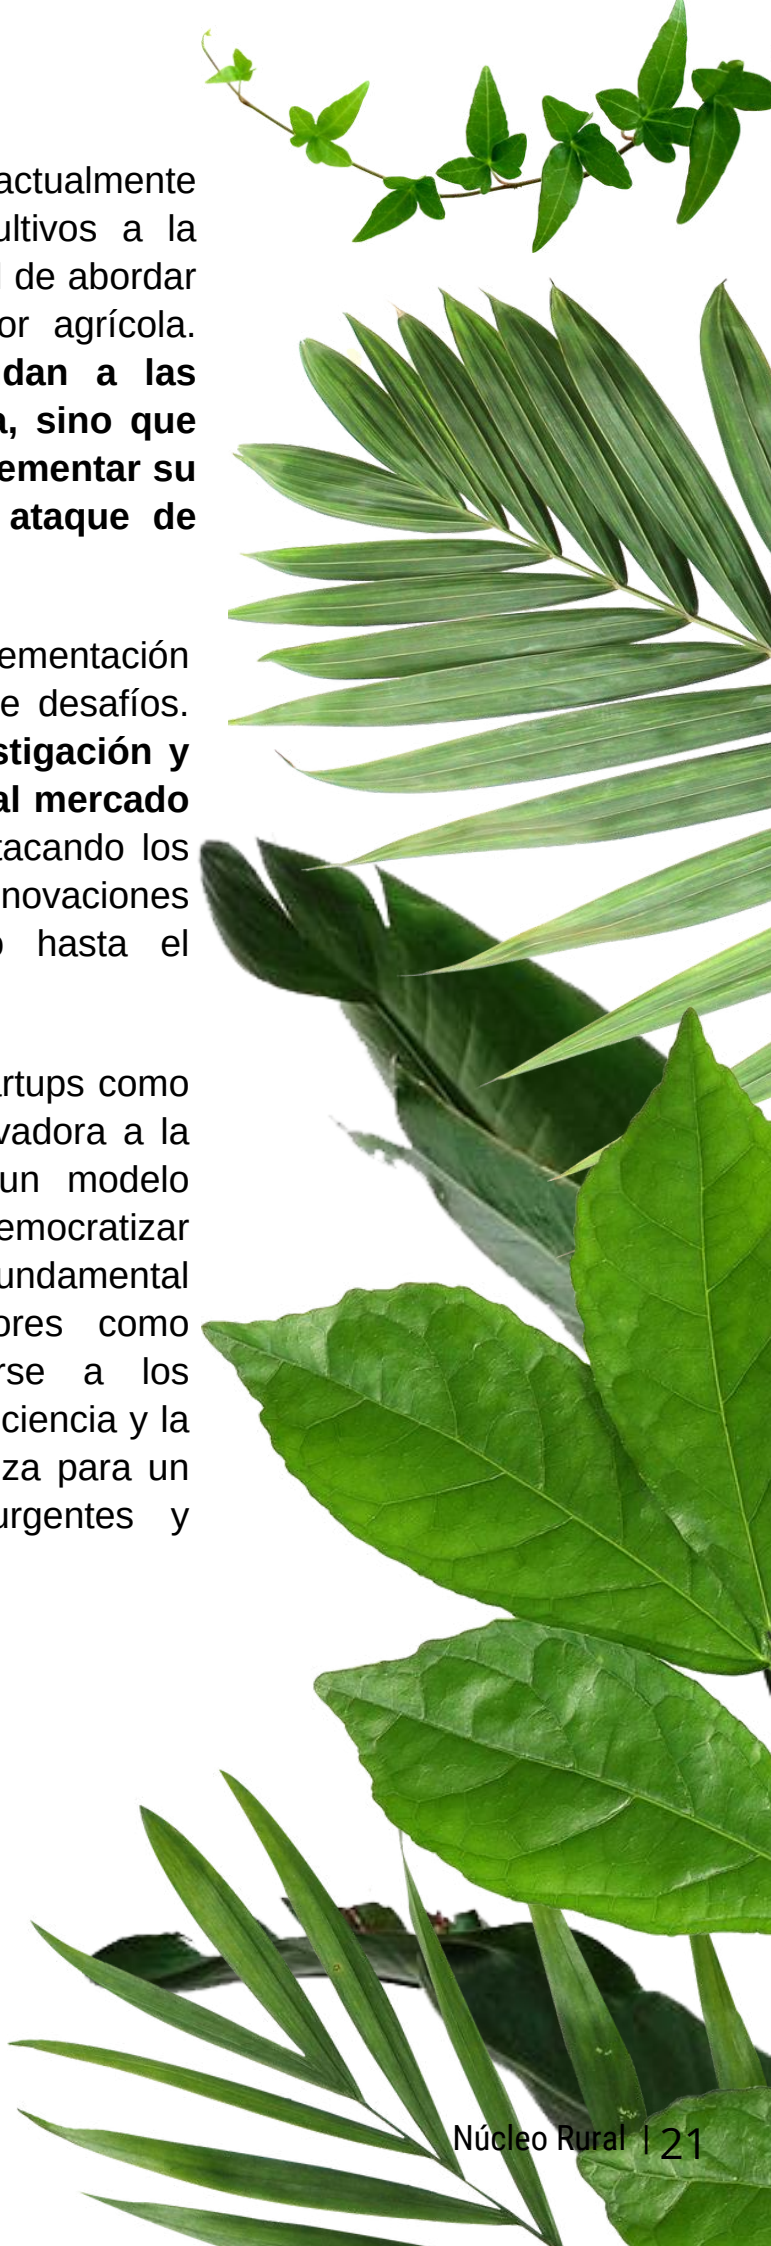 actualmente
ultivos a la
de abordar
or agrícola.
dan a las
a, sino que
ementar su
ataque de
ementación
e desafíos.
stigación y
al mercado
tacando los
novaciones
o hasta el
artups como
vadora a la
un modelo
emocratizar
undamental
ores como
rse a los
ciencia y la
za para un
urgentes y
Núcleo Rural | 21